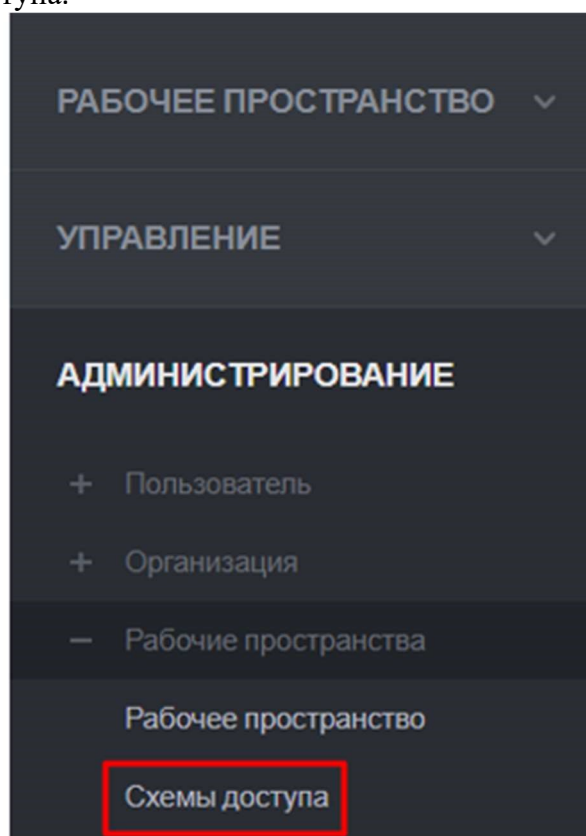 РАБОЧЕЕ ПРОСТРАНСТВО
УПРАВЛЕНИЕ
АДМИНИСТРИРОВАНИЕ
+ Пользователь
+ Организация
− Рабочие пространства
Рабочее пространство
Схемы доступа